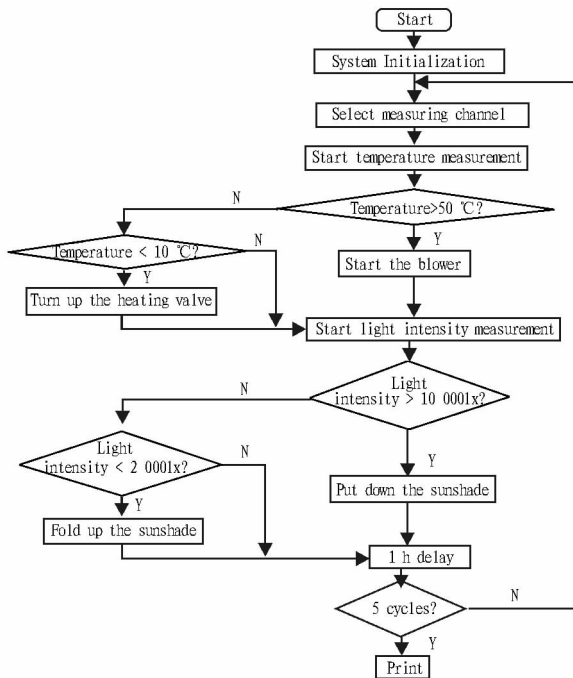 Start
System Initialization
Select measuring channel
Start temperature measurement
N
Temperature>50 ℃?
Temperature < 10 ℃?
N
Y
Y
Start the blower
Turn up the heating valve
Start light intensity measurement
Light
intensity > 10 000lx?
N
Light
intensity < 2 000lx?
N
Y
Y
Put down the sunshade
Fold up the sunshade
1 h delay
5 cycles?
N
Y
Print